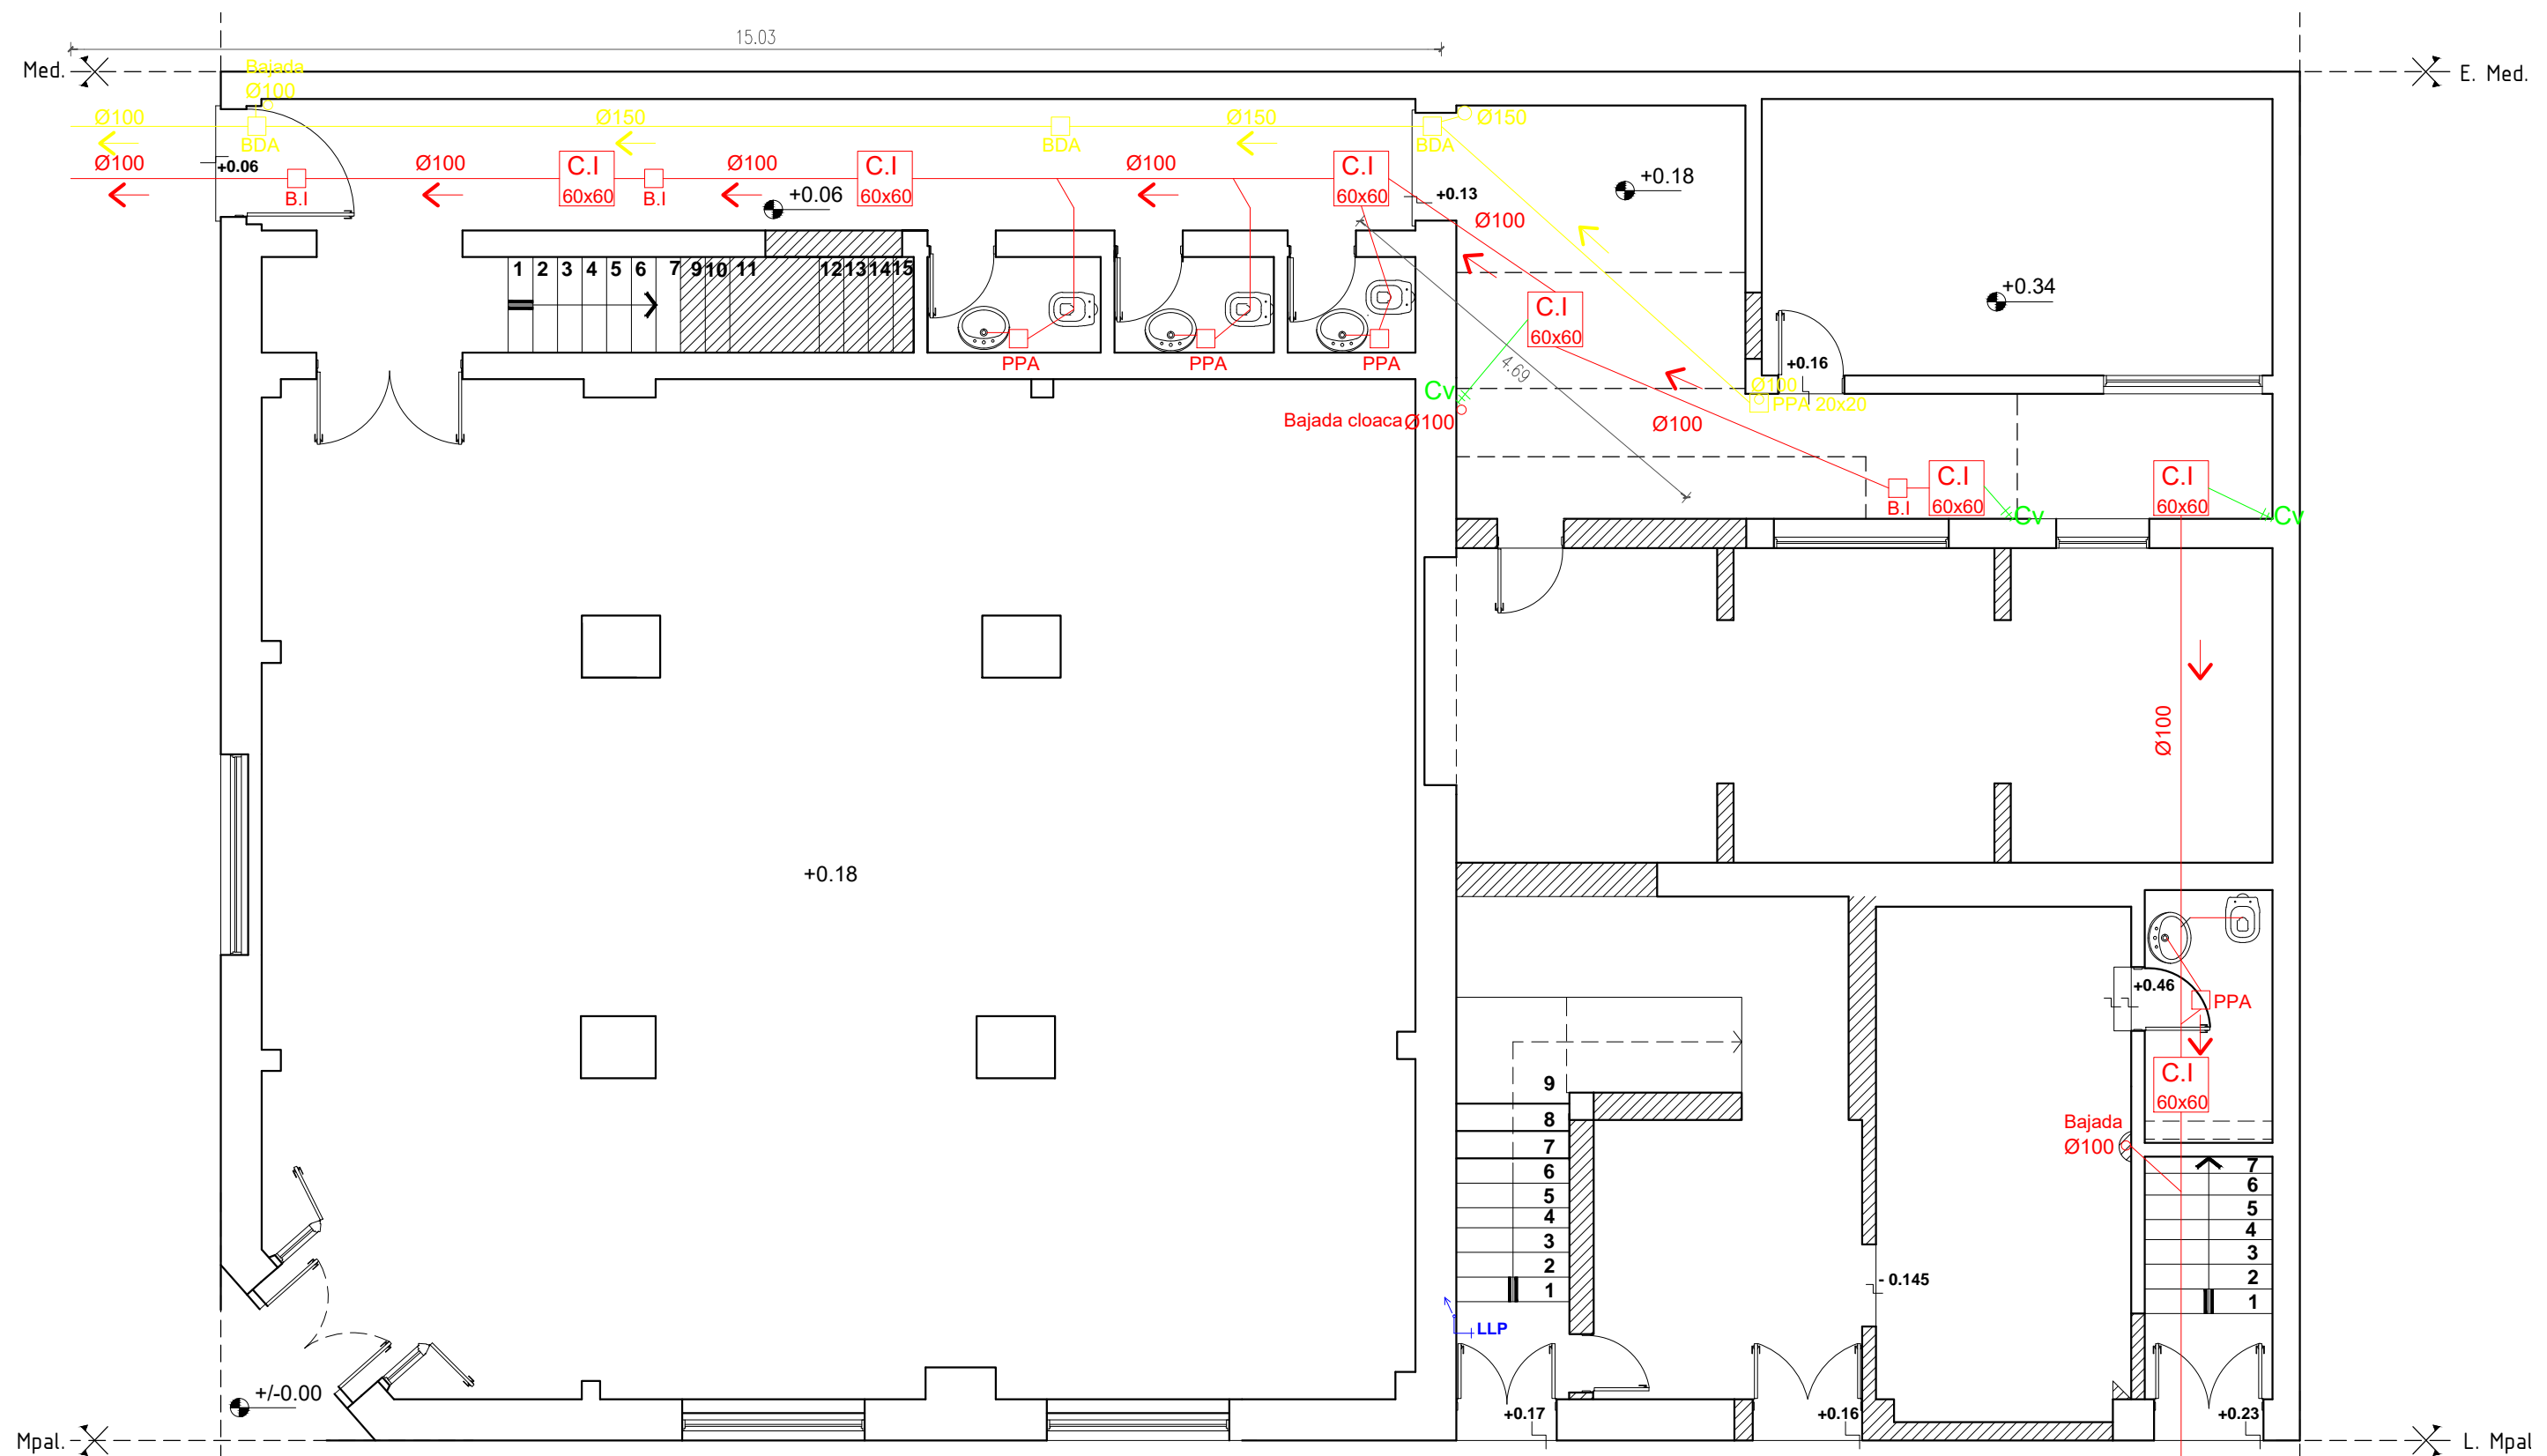 15.03
Med.
E. Med.
Bajada
Ø100
Ø100
Ø150
Ø150
Ø150
BDA
BDA
BDA
Ø100
+0.06
Ø100
C.I
60x60
Ø100
C.I
60x60
Ø100
C.I
60x60
B.I
B.I
+0.06
+0.13
+0.18
Ø100
1 2 3 4 5 6 7 9 10 11 12 13 14 15
+0.34
C.I
60x60
PPA
PPA
PPA
4.69
+0.16
Cv
Ø100
PPA 20x20
Bajada cloaca Ø100
Ø100
C.I
60x60
B.I
Cv
C.I
60x60
Cv
Ø100
+0.18
+0.46
PPA
C.I
60x60
Bajada
Ø100
9
8
7
6
5
4
3
2
1
7
6
5
4
3
2
1
- 0.145
LLP
+/-0.00
+0.17
+0.16
+0.23
Mpal.
L. Mpal